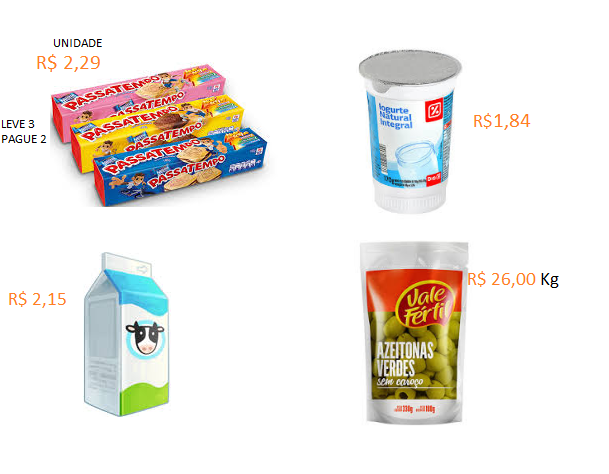 UNIDADE
R$ 2,29
LEVE 3
PAGUE 2
PASSATEMPO
PASSATEMPO
PASSATEMPO
Iogurte
Natural
Integral
170g
R$1,84
R$ 2,15
Vale
Fértil
AZEITONAS
VERDES
sem caroço
R$ 26,00 Kg